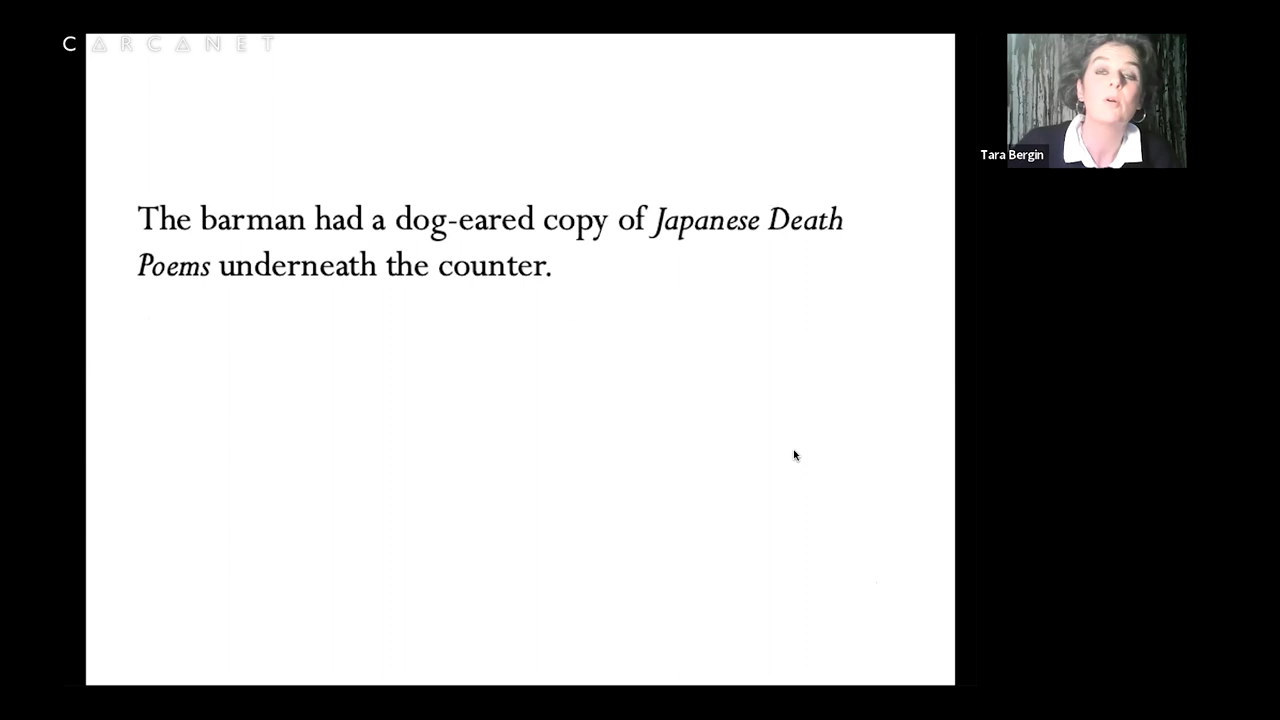 CARCANET
The barman had a dog-eared copy of Japanese Death
Poems underneath the counter.
Tara Bergin